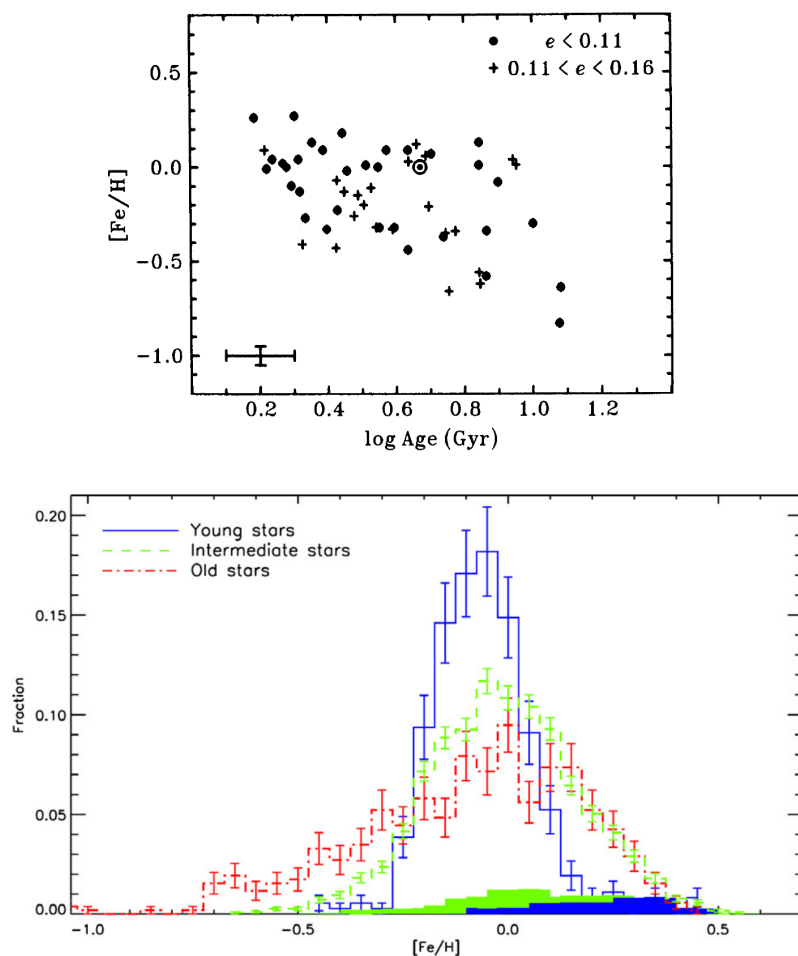 e < 0.11
0.11 < e < 0.16
0.5
0.0
−0.5
−1.0
[Fe/H]
0.2 0.4 0.6 0.8 1.0 1.2
log Age (Gyr)
0.20
0.15
0.10
0.05
0.00
Fraction
Young stars
Intermediate stars
Old stars
-1.0 -0.5 0.0 0.5
[Fe/H]